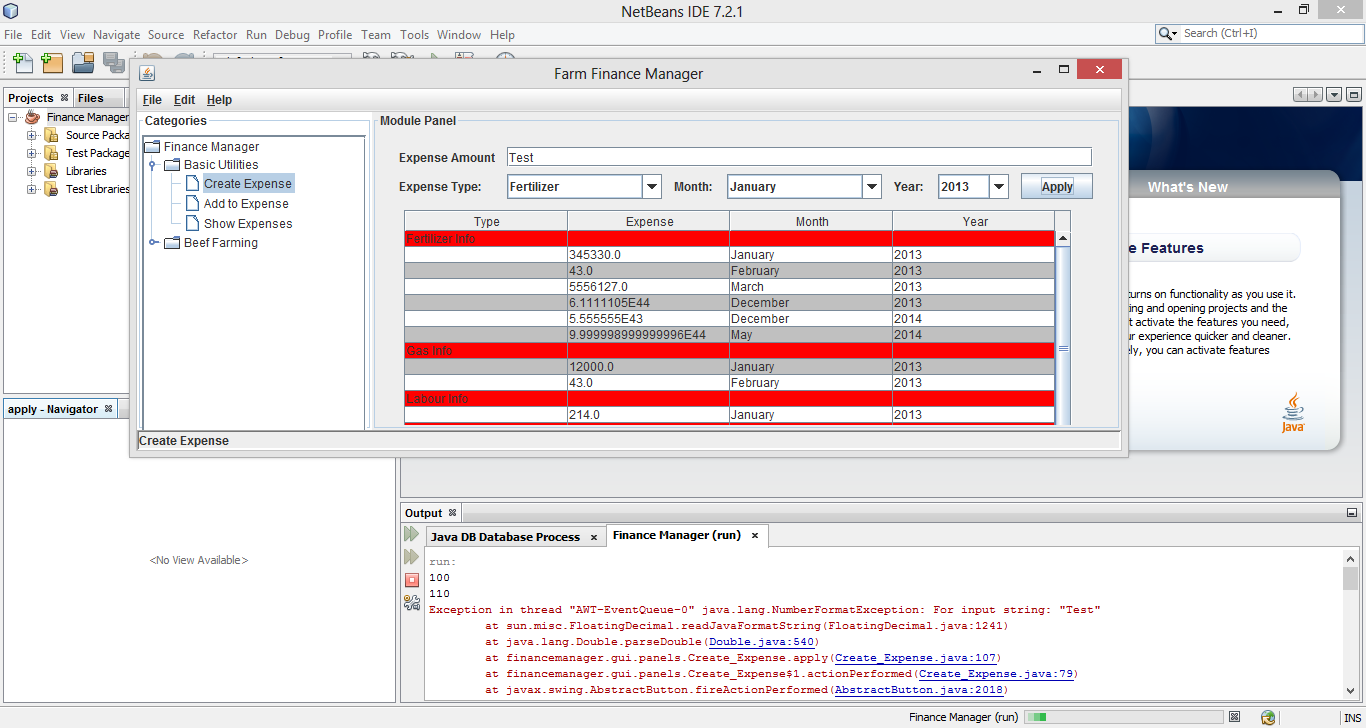 NetBeans IDE 7.2.1
File Edit View Navigate Source Refactor Run Debug Profile Team Tools Window Help
Search (Ctrl+I)
Farm Finance Manager
File Edit Help
Projects Files
Finance Manager
Source Packa
Test Package
Libraries
Test Libraries
Categories
Finance Manager
Basic Utilities
Create Expense
Add to Expense
Show Expenses
Beef Farming
Module Panel
Expense Amount Test
Expense Type: Fertilizer Month: January Year: 2013 Apply
Type Expense Month Year
Fertilizer Info
345330.0 January 2013
43.0 February 2013
5556127.0 March 2013
6.1111105E44 December 2013
5.555555E43 December 2014
9.999998999999996E44 May 2014
Gas Info
12000.0 January 2013
43.0 February 2013
Labour Info
214.0 January 2013
Create Expense
What's New
e Features
urns on functionality as you use it.
ing and opening projects and the
t activate the features you need,
ur experience quicker and cleaner.
ely, you can activate features
Java
apply - Navigator
<No View Available>
Output
Java DB Database Process Finance Manager (run)
run:
100
110
Exception in thread "AWT-EventQueue-0" java.lang.NumberFormatException: For input string: "Test"
at sun.misc.FloatingDecimal.readJavaFormatString(FloatingDecimal.java:1241)
at java.lang.Double.parseDouble(Double.java:540)
at financemanager.gui.panels.Create_Expense.apply(Create_Expense.java:107)
at financemanager.gui.panels.Create_Expense$1.actionPerformed(Create_Expense.java:79)
at javax.swing.AbstractButton.fireActionPerformed(AbstractButton.java:2018)
Finance Manager (run)
INS